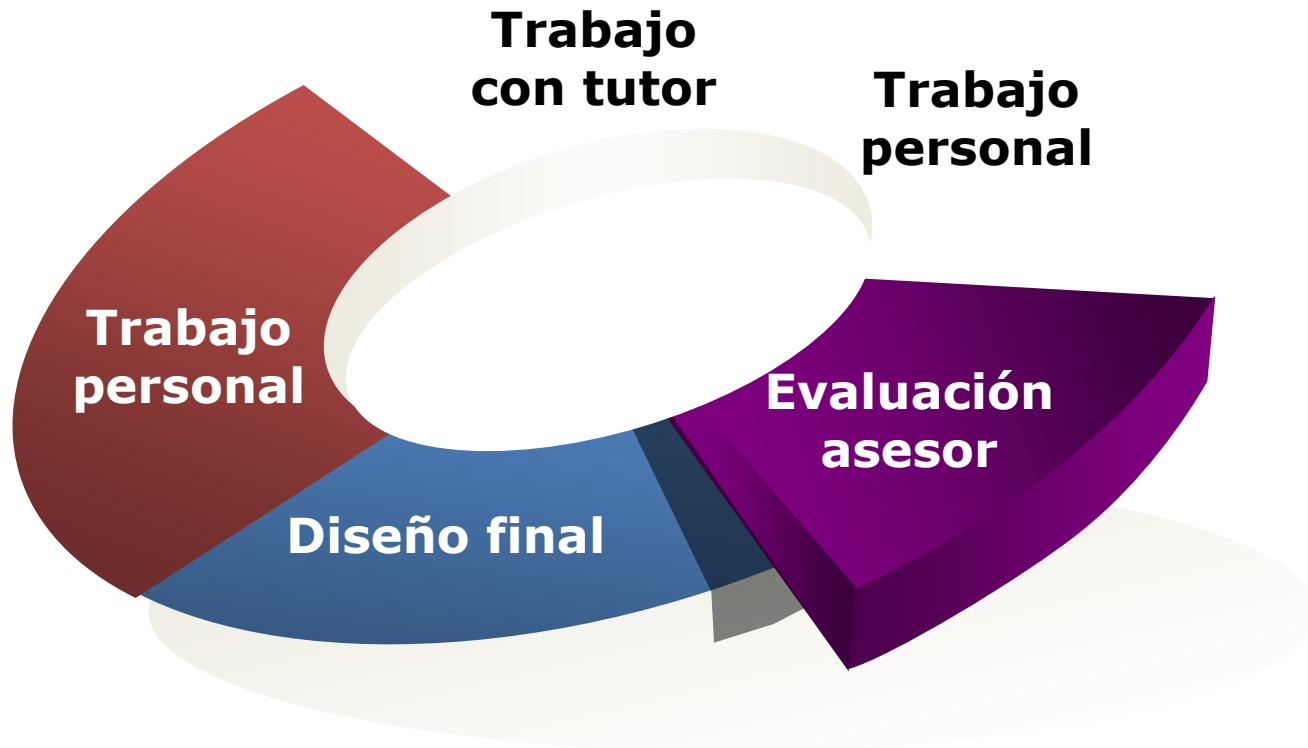 Trabajo
con tutor
Trabajo
personal
Trabajo
personal
Evaluación
asesor
Diseño final